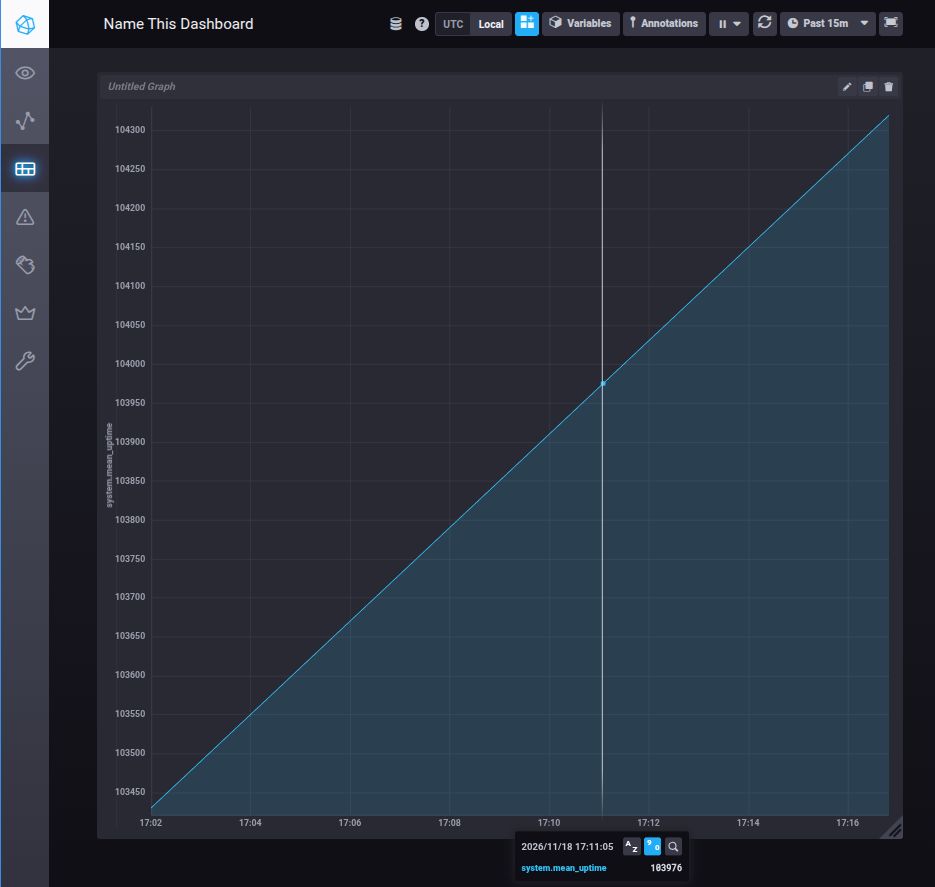 Name This Dashboard
? UTC Local Variables Annotations Past 15m
Untitled Graph
104300
104250
104200
104150
104100
104050
104000
103950
103900
103850
103800
103750
103700
103650
103600
103550
103500
103450
system.mean_uptime
17:02 17:04 17:06 17:08 17:10 17:12 17:14 17:16
2026/11/18 17:11:05 AZ 90
system.mean_uptime 103976